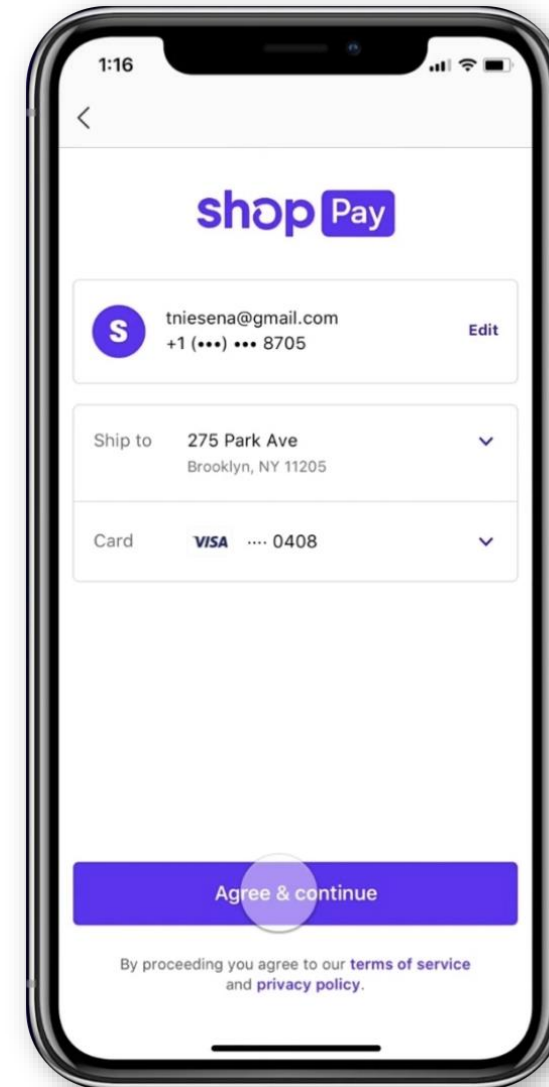 1:16
shop Pay
S
tniesena@gmail.com
+1 (•••) ••• 8705
Edit
Ship to
275 Park Ave
Brooklyn, NY 11205
Card
VISA ···· 0408
Agree & continue
By proceeding you agree to our terms of service
and privacy policy.